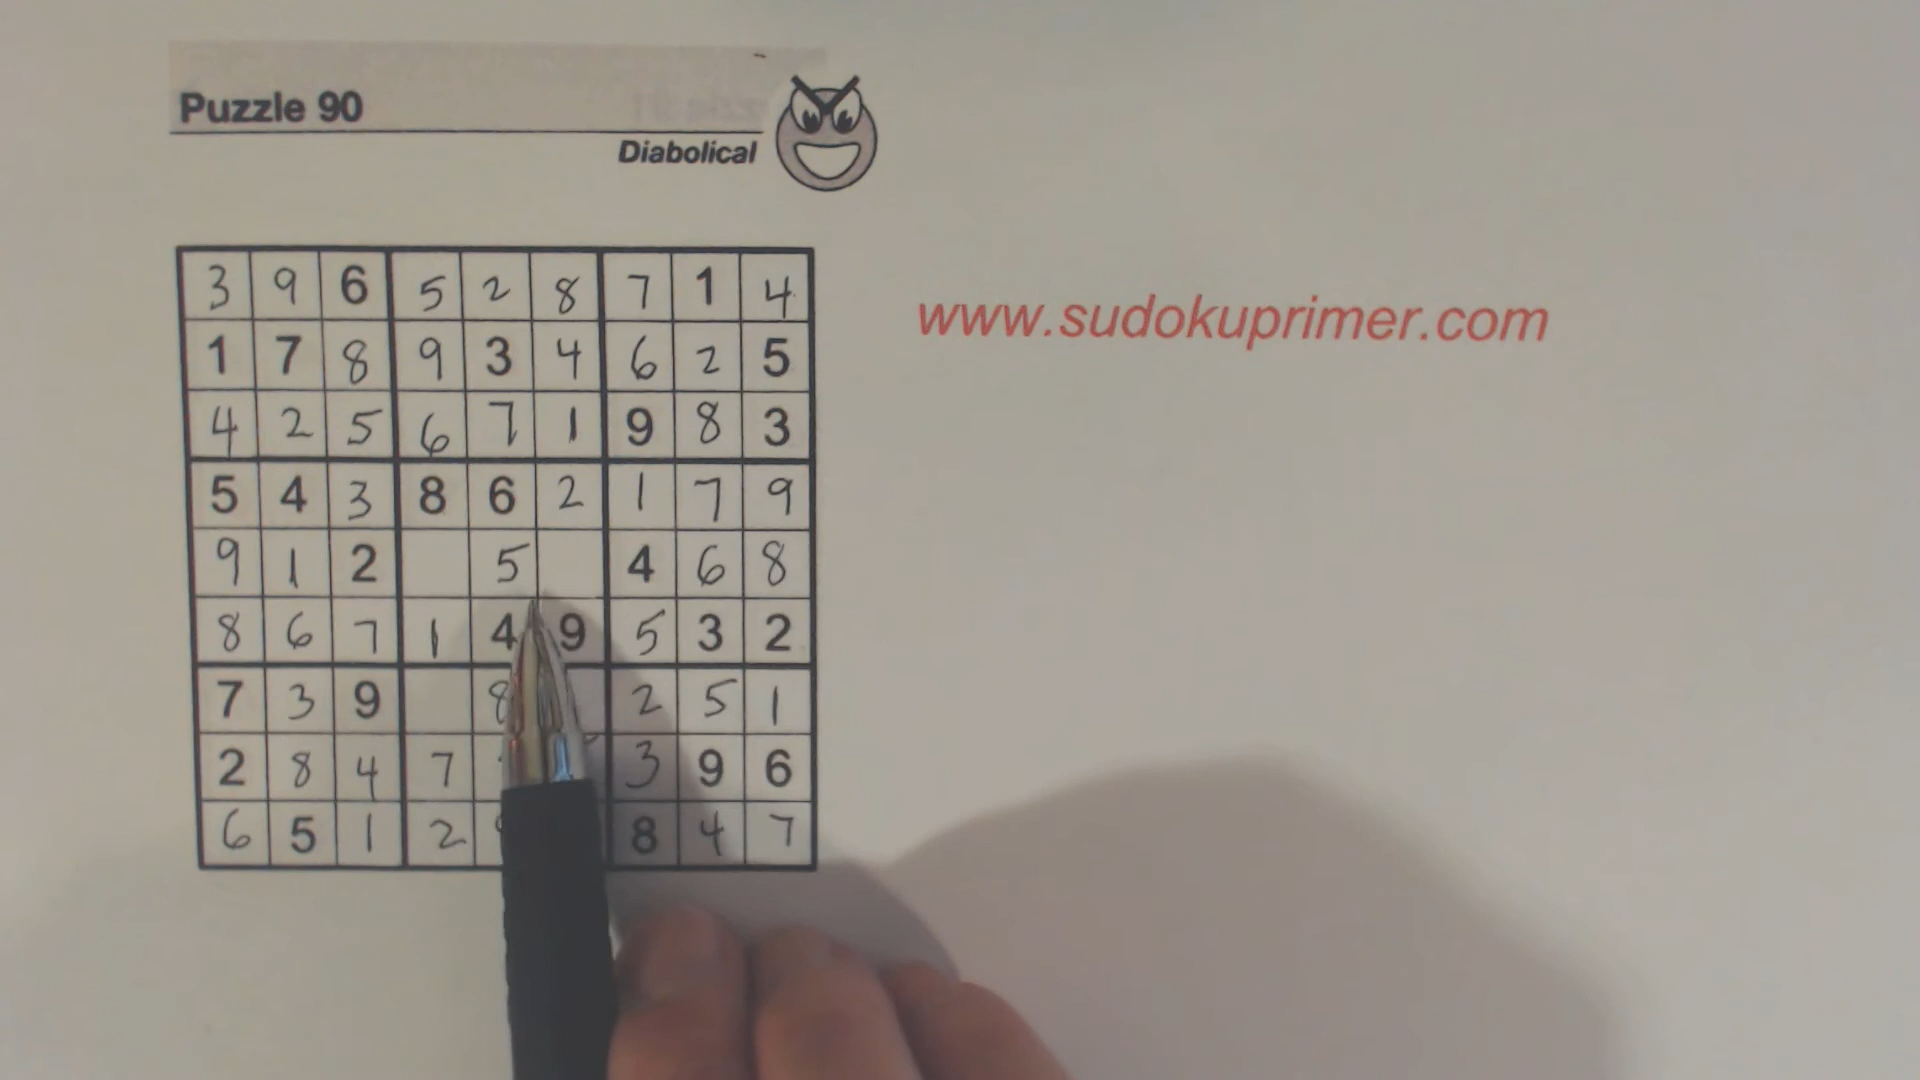 Puzzle 90
Diabolical
www.sudokuprimer.com
3 9 6 5 2 8 7 1 4
1 7 8 9 3 4 6 2 5
4 2 5 6 7 1 9 8 3
5 4 3 8 6 2 1 7 9
9 1 2 5 4 6 8
8 6 7 1 4 9 5 3 2
7 3 9 8 2 5 1
2 8 4 7 3 9 6
6 5 1 2 8 4 7